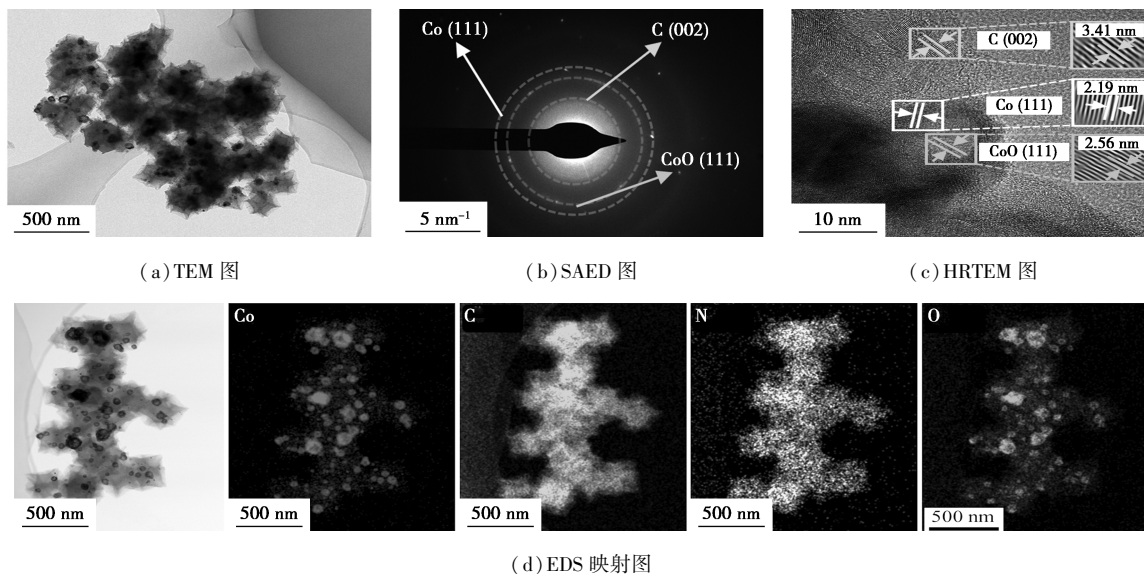 Co (111)
C (002)
CoO (111)
500 nm
5 nm⁻¹
C (002)
3.41 nm
Co (111)
2.19 nm
CoO (111)
2.56 nm
10 nm
(a)TEM 图
(b)SAED 图
(c)HRTEM 图
Co
C
N
O
500 nm
500 nm
500 nm
500 nm
500 nm
(d)EDS 映射图